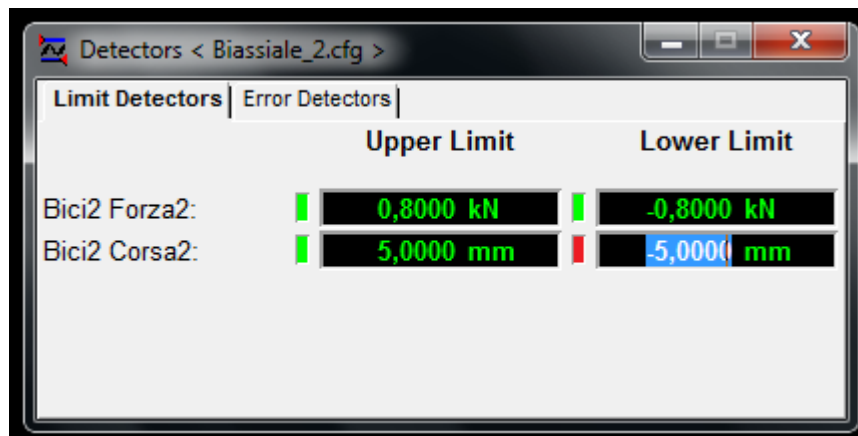 Detectors < Biassiale_2.cfg >
Limit Detectors Error Detectors
Upper Limit Lower Limit
Bici2 Forza2: 0,8000 kN -0,8000 kN
Bici2 Corsa2: 5,0000 mm -5,0000 mm